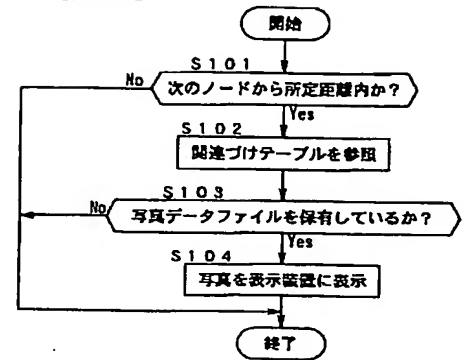 開始
S101
次のノードから所定距離内か？
No
Yes
S102
関連づけテーブルを参照
S103
写真データファイルを保有しているか？
No
Yes
S104
写真を表示装置に表示
終了